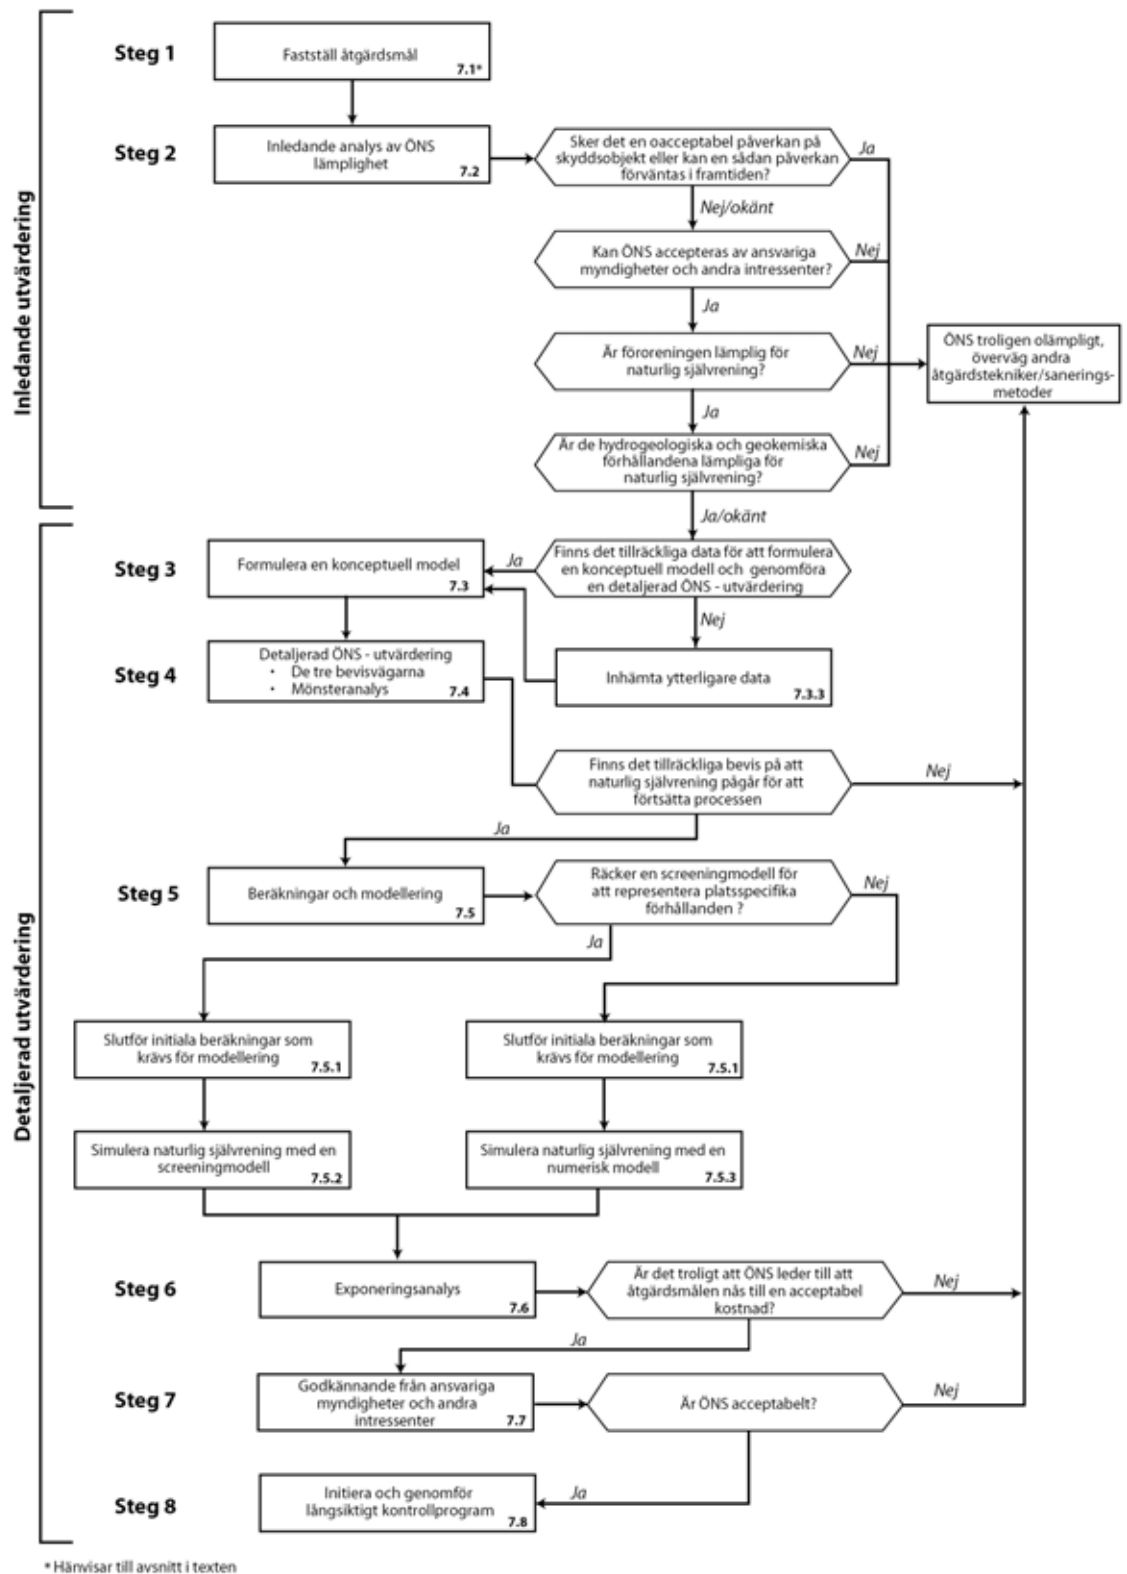 Inledande utvärdering
Steg 1
Fastställ åtgärdsmål
7.1*
Steg 2
Inledande analys av ÖNS
lämplighet
7.2
Sker det en oacceptabel påverkan på
skyddsobjekt eller kan en sådan påverkan
förväntas i framtiden?
Ja
Nej/okänt
Kan ÖNS accepteras av ansvariga
myndigheter och andra intressenter?
Nej
Ja
Är föroreningen lämplig för
naturlig självrening?
Nej
Ja
ÖNS troligen olämpligt,
överväg andra
åtgärdstekniker/sanerings-
metoder
Är de hydrogeologiska och geokemiska
förhållandena lämpliga för
naturlig självrening?
Nej
Ja/okänt
Detaljerad utvärdering
Steg 3
Formulera en konceptuell model
7.3
Ja
Finns det tillräckliga data för att formulera
en konceptuell modell och genomföra
en detaljerad ÖNS - utvärdering
Nej
Steg 4
Detaljerad ÖNS - utvärdering
• De tre bevisvägarna
• Mönsteranalys
7.4
Inhämta ytterligare data
7.3.3
Finns det tillräckliga bevis på att
naturlig självrening pågår för att
förtsätta processen
Nej
Ja
Steg 5
Beräkningar och modellering
7.5
Räcker en screeningmodell för
att representera platsspecifika
förhållanden ?
Nej
Ja
Slutför initiala beräkningar som
krävs för modellering
7.5.1
Slutför initiala beräkningar som
krävs för modellering
7.5.1
Simulera naturlig självrening med en
screeningmodell
7.5.2
Simulera naturlig självrening med en
numerisk modell
7.5.3
Steg 6
Exponeringsanalys
7.6
Är det troligt att ÖNS leder till att
åtgärdsmålen nås till en acceptabel
kostnad?
Nej
Ja
Steg 7
Godkännande från ansvariga
myndigheter och andra
intressenter
7.7
Är ÖNS acceptabelt?
Nej
Ja
Steg 8
Initiera och genomför
långsiktigt kontrollprogram
7.8
* Hänvisar till avsnitt i texten